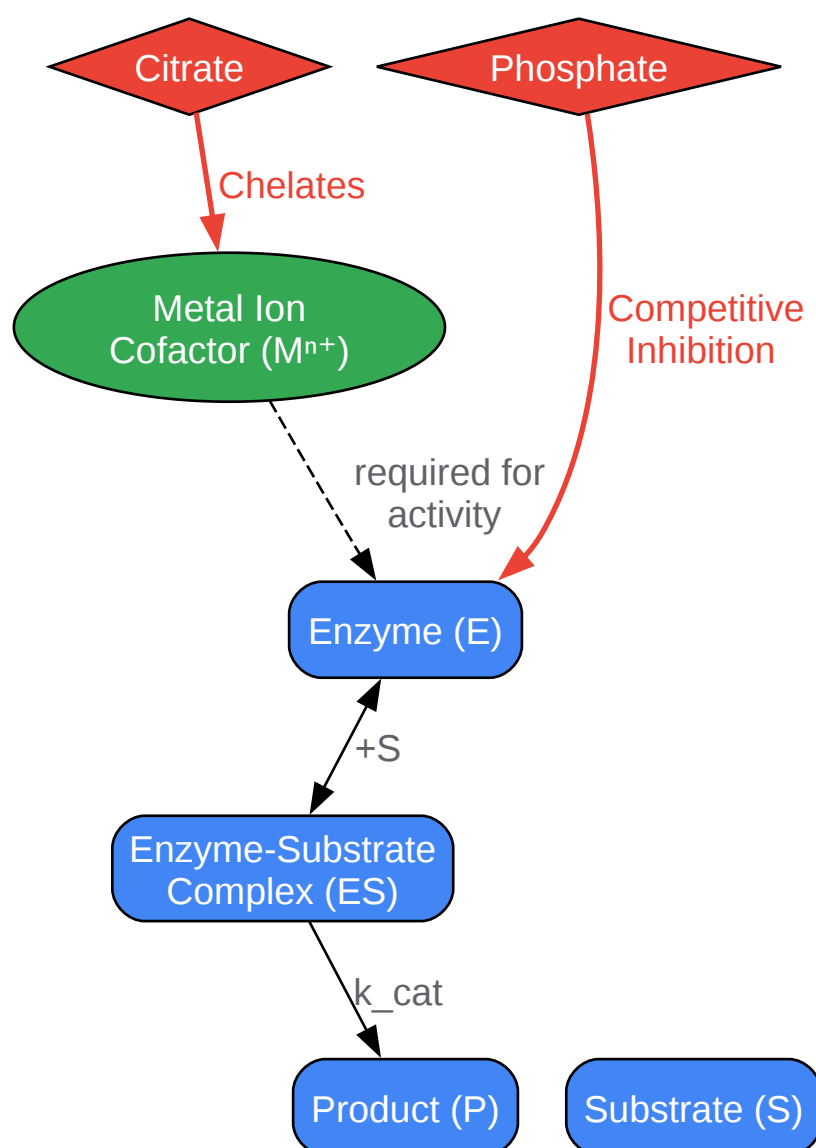 Citrate
Phosphate
Chelates
Metal Ion
Cofactor (Mⁿ⁺)
Competitive
Inhibition
required for
activity
Enzyme (E)
+S
Enzyme-Substrate
Complex (ES)
k_cat
Product (P)
Substrate (S)